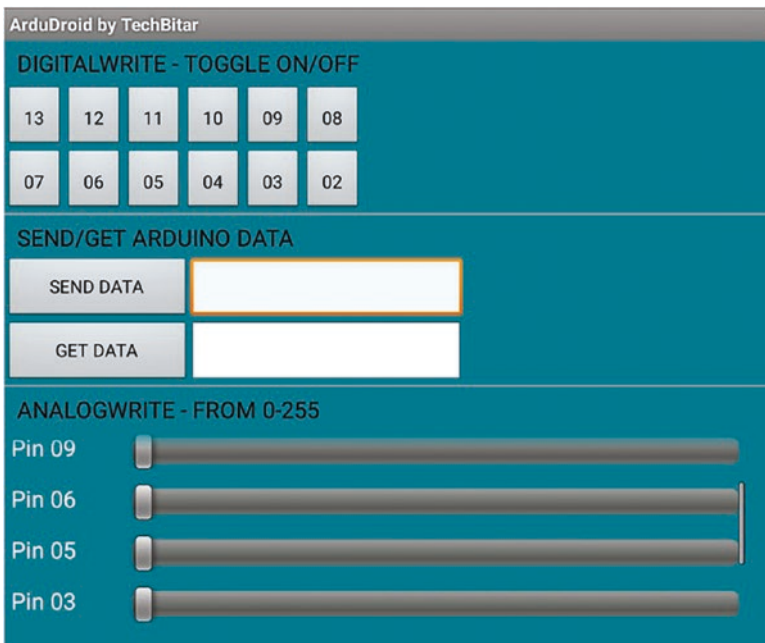 ArduDroid by TechBitar
DIGITALWRITE - TOGGLE ON/OFF
13 12 11 10 09 08
07 06 05 04 03 02
SEND/GET ARDUINO DATA
SEND DATA
GET DATA
ANALOGWRITE - FROM 0-255
Pin 09
Pin 06
Pin 05
Pin 03